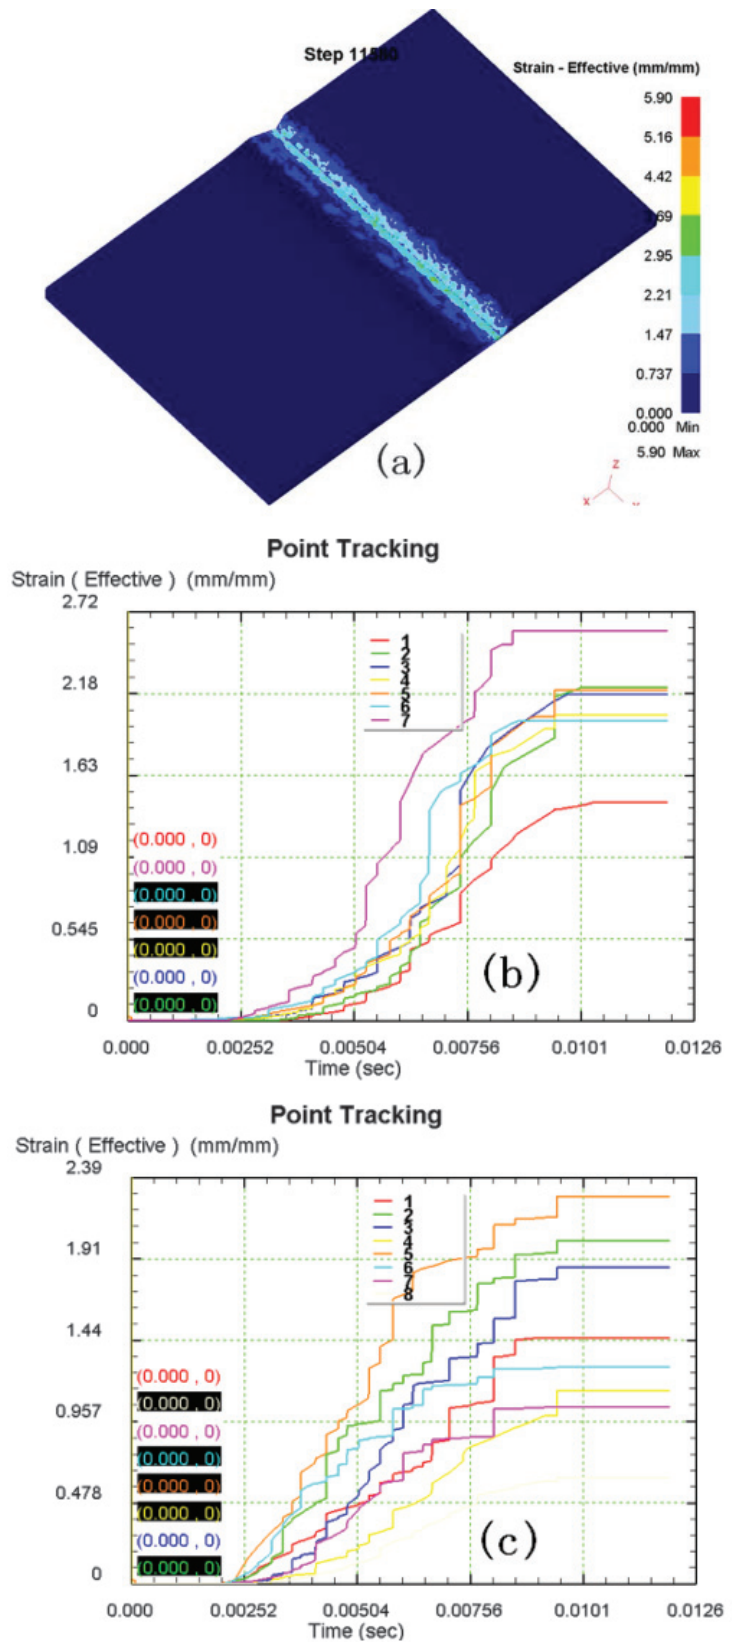 Step 11580
Strain - Effective (mm/mm)
5.90
5.16
4.42
3.69
2.95
2.21
1.47
0.737
0.000
0.000 Min
5.90 Max
(a)
Z
X
Point Tracking
Strain ( Effective ) (mm/mm)
2.72
2.18
1.63
1.09
0.545
0
1
2
3
4
5
6
7
(0.000 , 0)
(0.000 , 0)
(0.000 , 0)
(0.000 , 0)
(0.000 , 0)
(0.000 , 0)
(0.000 , 0)
(b)
0.000 0.00252 0.00504 0.00756 0.0101 0.0126
Time (sec)
Point Tracking
Strain ( Effective ) (mm/mm)
2.39
1.91
1.44
0.957
0.478
0
1
2
3
4
5
6
7
8
(0.000 , 0)
(0.000 , 0)
(0.000 , 0)
(0.000 , 0)
(0.000 , 0)
(0.000 , 0)
(0.000 , 0)
(0.000 , 0)
(c)
0.000 0.00252 0.00504 0.00756 0.0101 0.0126
Time (sec)